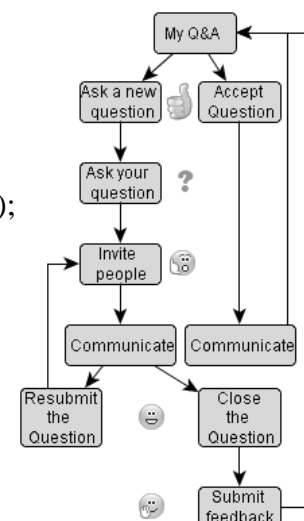 My Q&A
Ask a new
question
Accept
Question
Ask your
question
?
);
Invite
people
Communicate
Communicate
Resubmit
the
Question
Close
the
Question
Submit
feedback